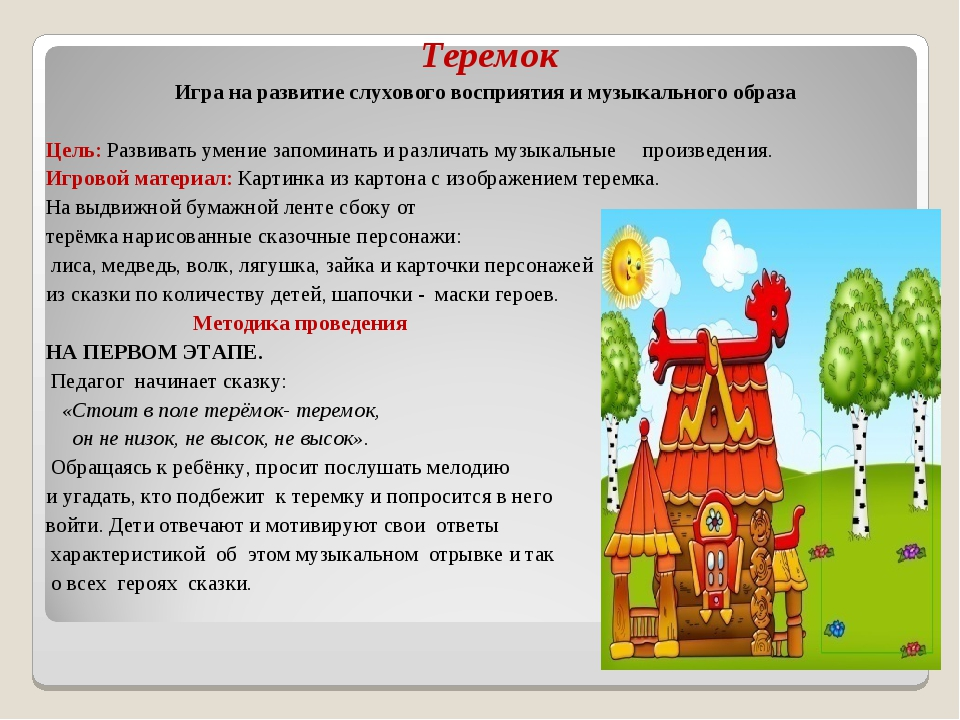 Теремок
Игра на развитие слухового восприятия и музыкального образа
Цель: Развивать умение запоминать и различать музыкальные произведения.
Игровой материал: Картинка из картона с изображением теремка.
На выдвижной бумажной ленте сбоку от
терёмка нарисованные сказочные персонажи:
лиса, медведь, волк, лягушка, зайка и карточки персонажей
из сказки по количеству детей, шапочки - маски героев.
Методика проведения
НА ПЕРВОМ ЭТАПЕ.
Педагог начинает сказку:
«Стоит в поле терёмок- теремок,
он не низок, не высок, не высок».
Обращаясь к ребёнку, просит послушать мелодию
и угадать, кто подбежит к теремку и попросится в него
войти. Дети отвечают и мотивируют свои ответы
характеристикой об этом музыкальном отрывке и так
о всех героях сказки.